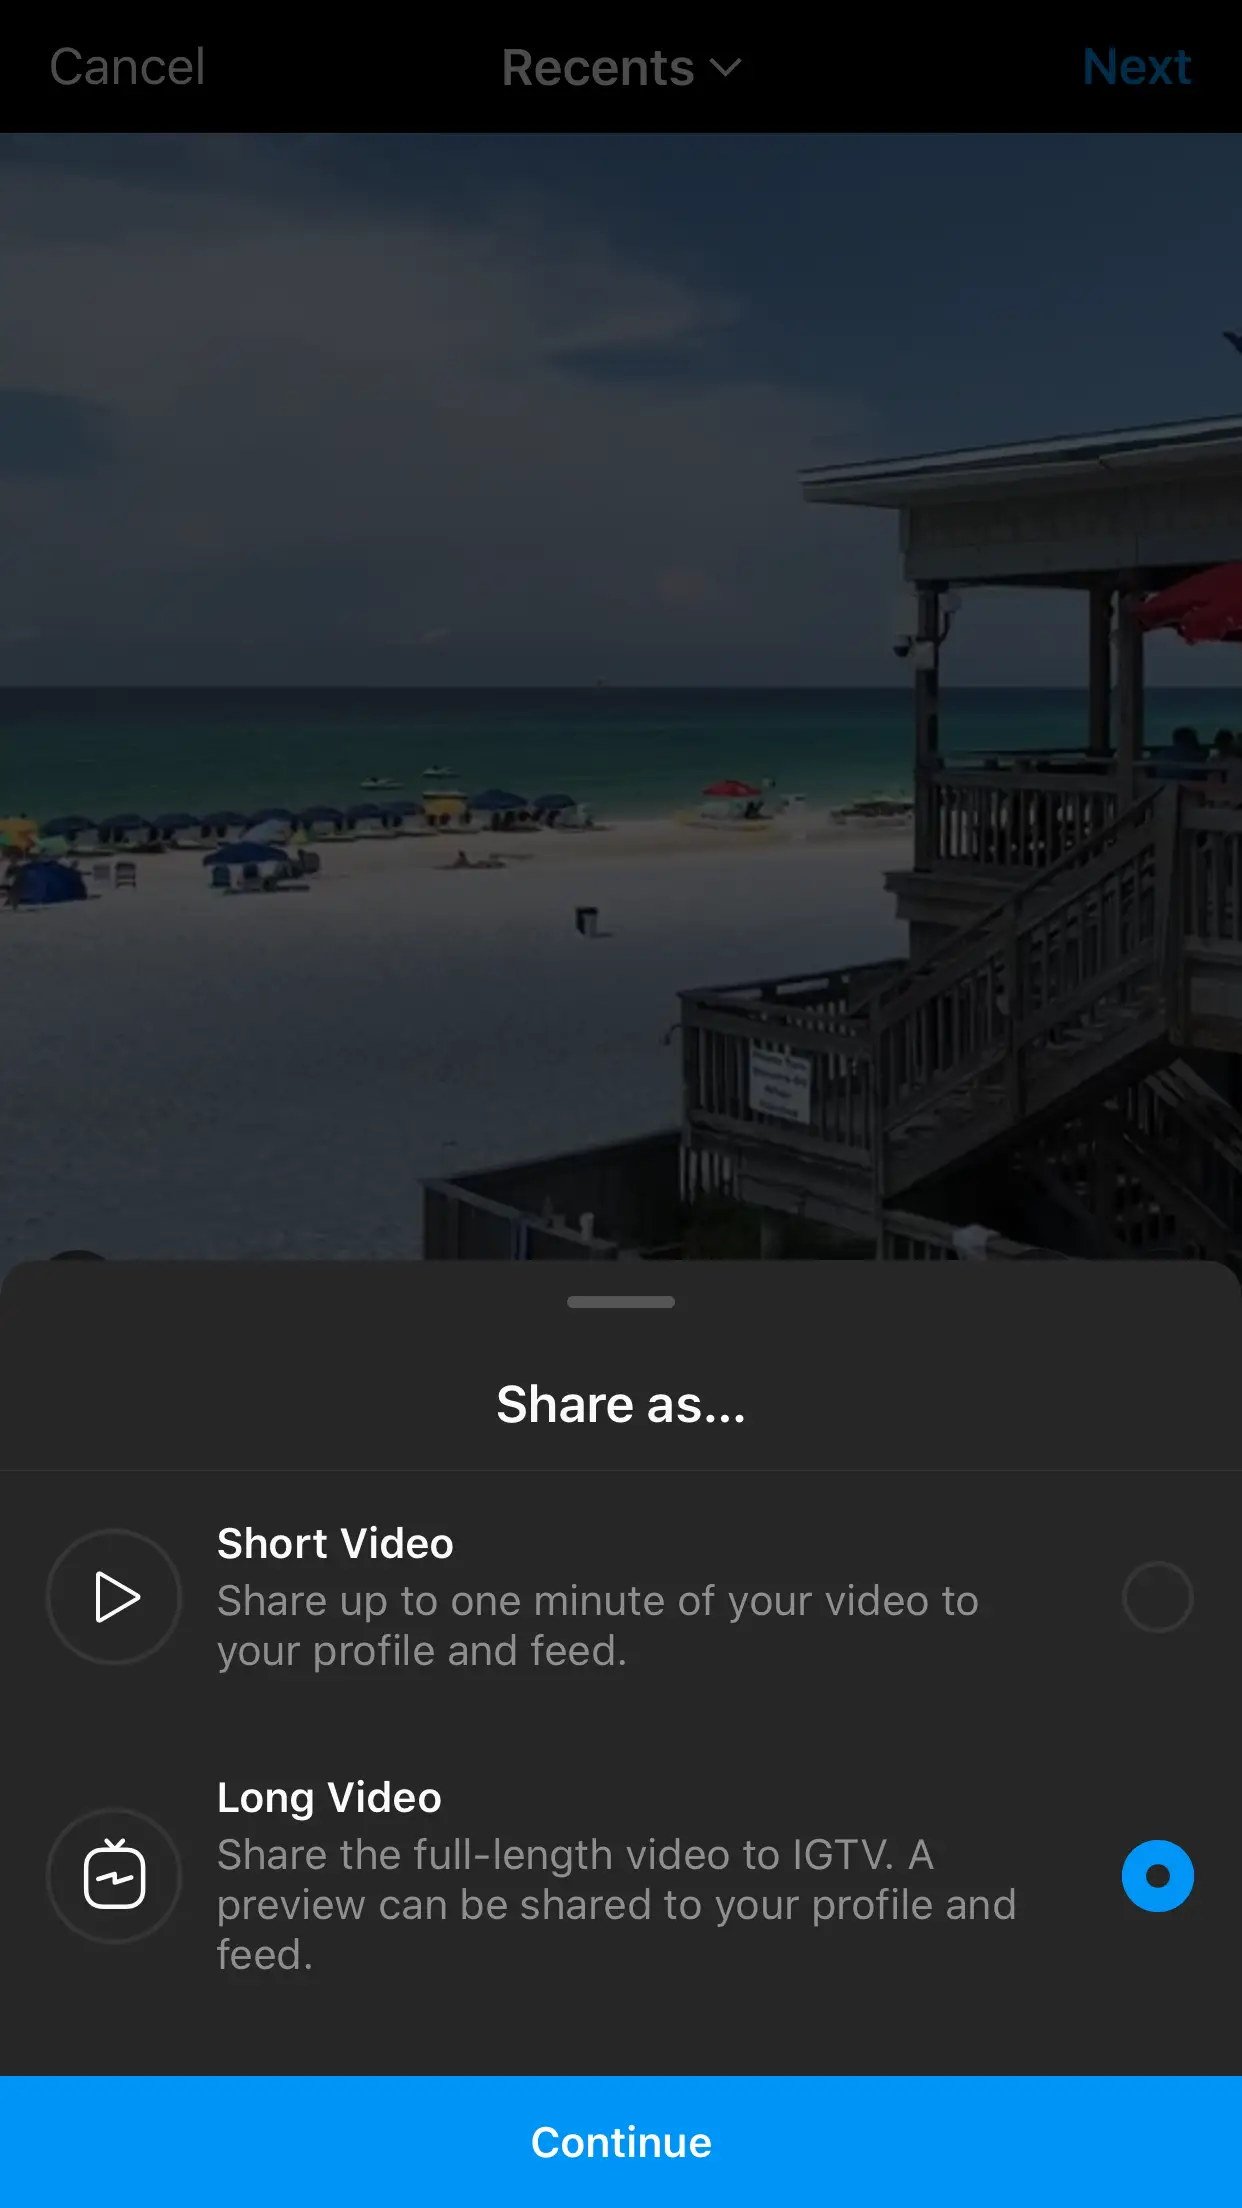 Cancel
Recents
Next
Share as...
Short Video
Share up to one minute of your video to
your profile and feed.
Long Video
Share the full-length video to IGTV. A
preview can be shared to your profile and
feed.
Continue